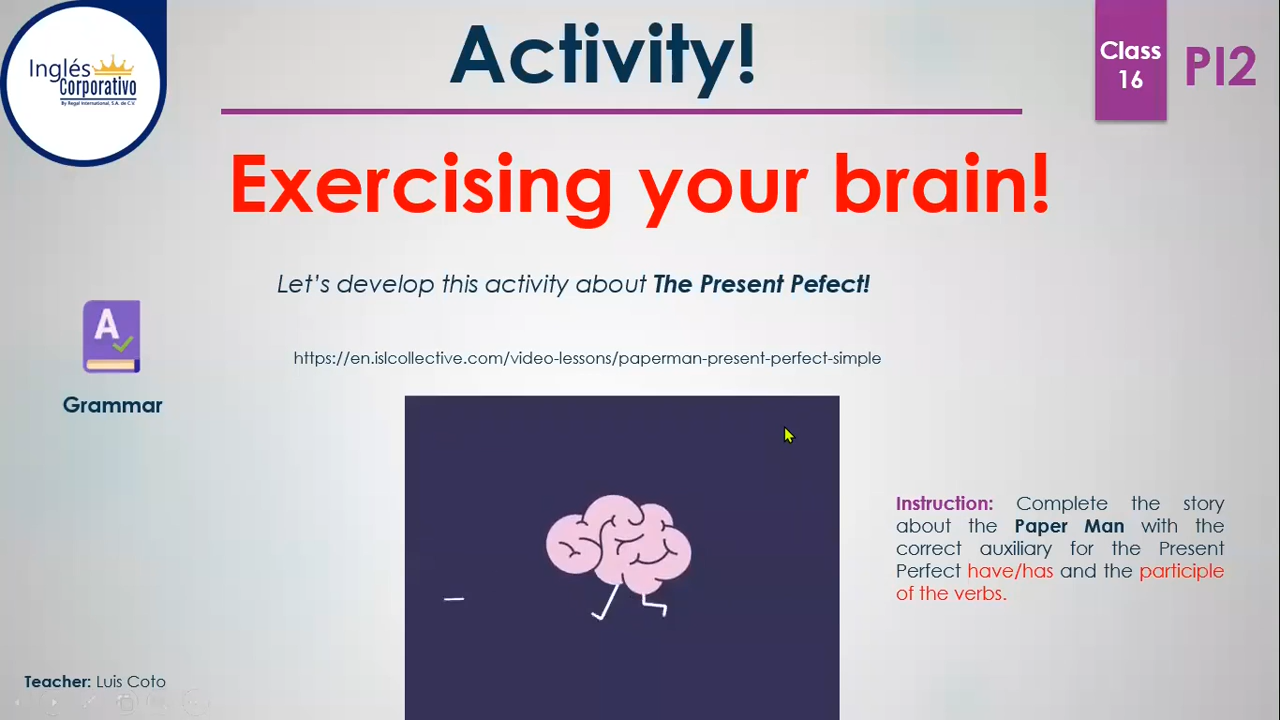 Inglés
Corporativo
By Regal International, S.A. de C.V.
Activity!
Class
16
PI2
Exercising your brain!
Let's develop this activity about The Present Pefect!
https://en.islcollective.com/video-lessons/paperman-present-perfect-simple
A
Grammar
Instruction: Complete the story
about the Paper Man with the
correct auxiliary for the Present
Perfect have/has and the participle
of the verbs.
Teacher: Luis Coto